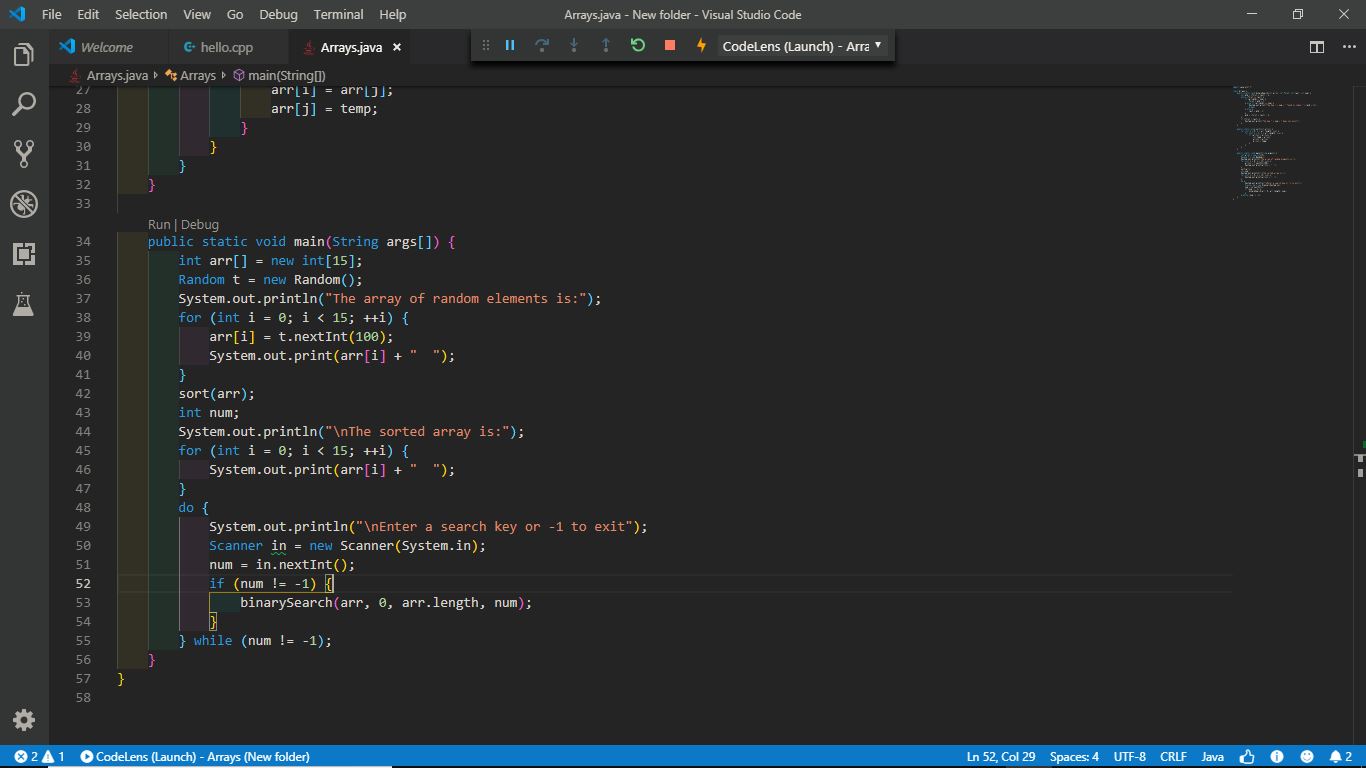 File Edit Selection View Go Debug Terminal Help Arrays.java - New folder - Visual Studio Code
Welcome hello.cpp Arrays.java CodeLens (Launch) - Arra
Arrays.java Arrays main(String[])
27 arr[i] = arr[j];
28 arr[j] = temp;
29 }
30 }
31 }
32 }
33
Run | Debug
34 public static void main(String args[]) {
35 int arr[] = new int[15];
36 Random t = new Random();
37 System.out.println("The array of random elements is:");
38 for (int i = 0; i < 15; ++i) {
39 arr[i] = t.nextInt(100);
40 System.out.print(arr[i] + "  ");
41 }
42 sort(arr);
43 int num;
44 System.out.println("\nThe sorted array is:");
45 for (int i = 0; i < 15; ++i) {
46 System.out.print(arr[i] + "  ");
47 }
48 do {
49 System.out.println("\nEnter a search key or -1 to exit");
50 Scanner in = new Scanner(System.in);
51 num = in.nextInt();
52 if (num != -1) {
53 binarySearch(arr, 0, arr.length, num);
54 }
55 } while (num != -1);
56 }
57 }
58
2 1 CodeLens (Launch) - Arrays (New folder) Ln 52, Col 29 Spaces: 4 UTF-8 CRLF Java 2